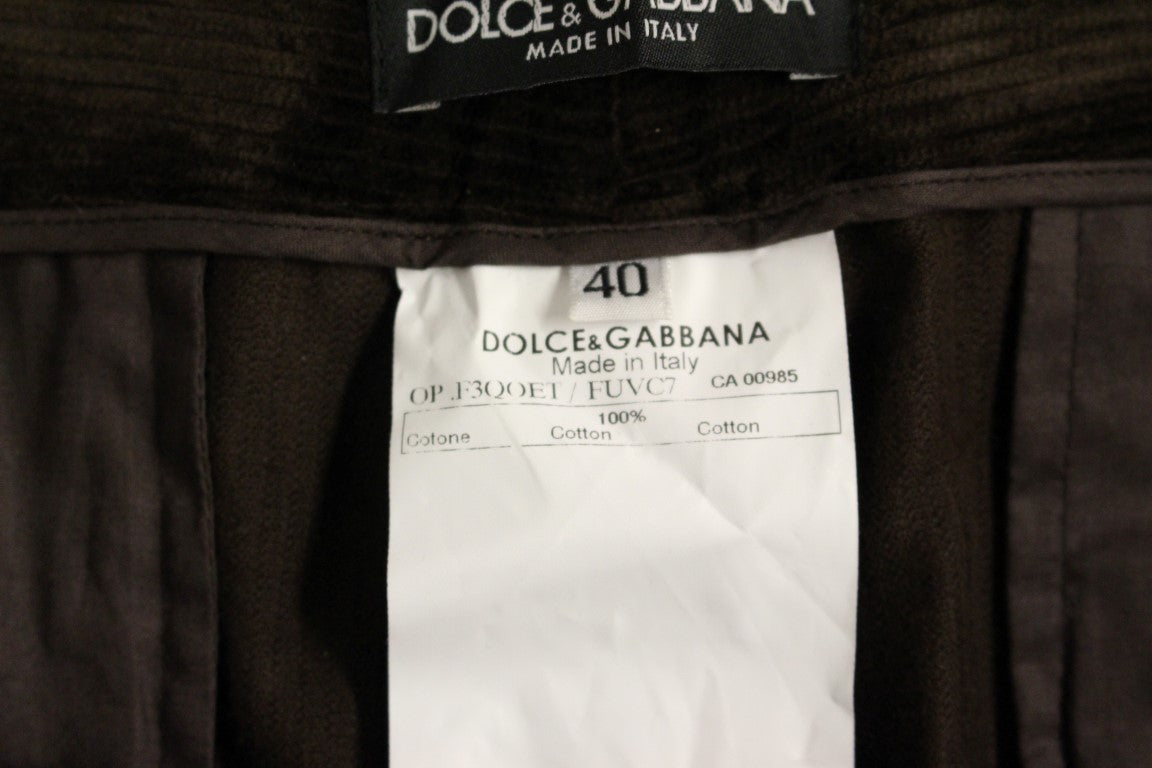 DOLCE & GABBANA
MADE IN ITALY
40
DOLCE&GABBANA
Made in Italy
OP .F3QOET / FUVC7 CA 00985
100%
Cotone Cotton Cotton